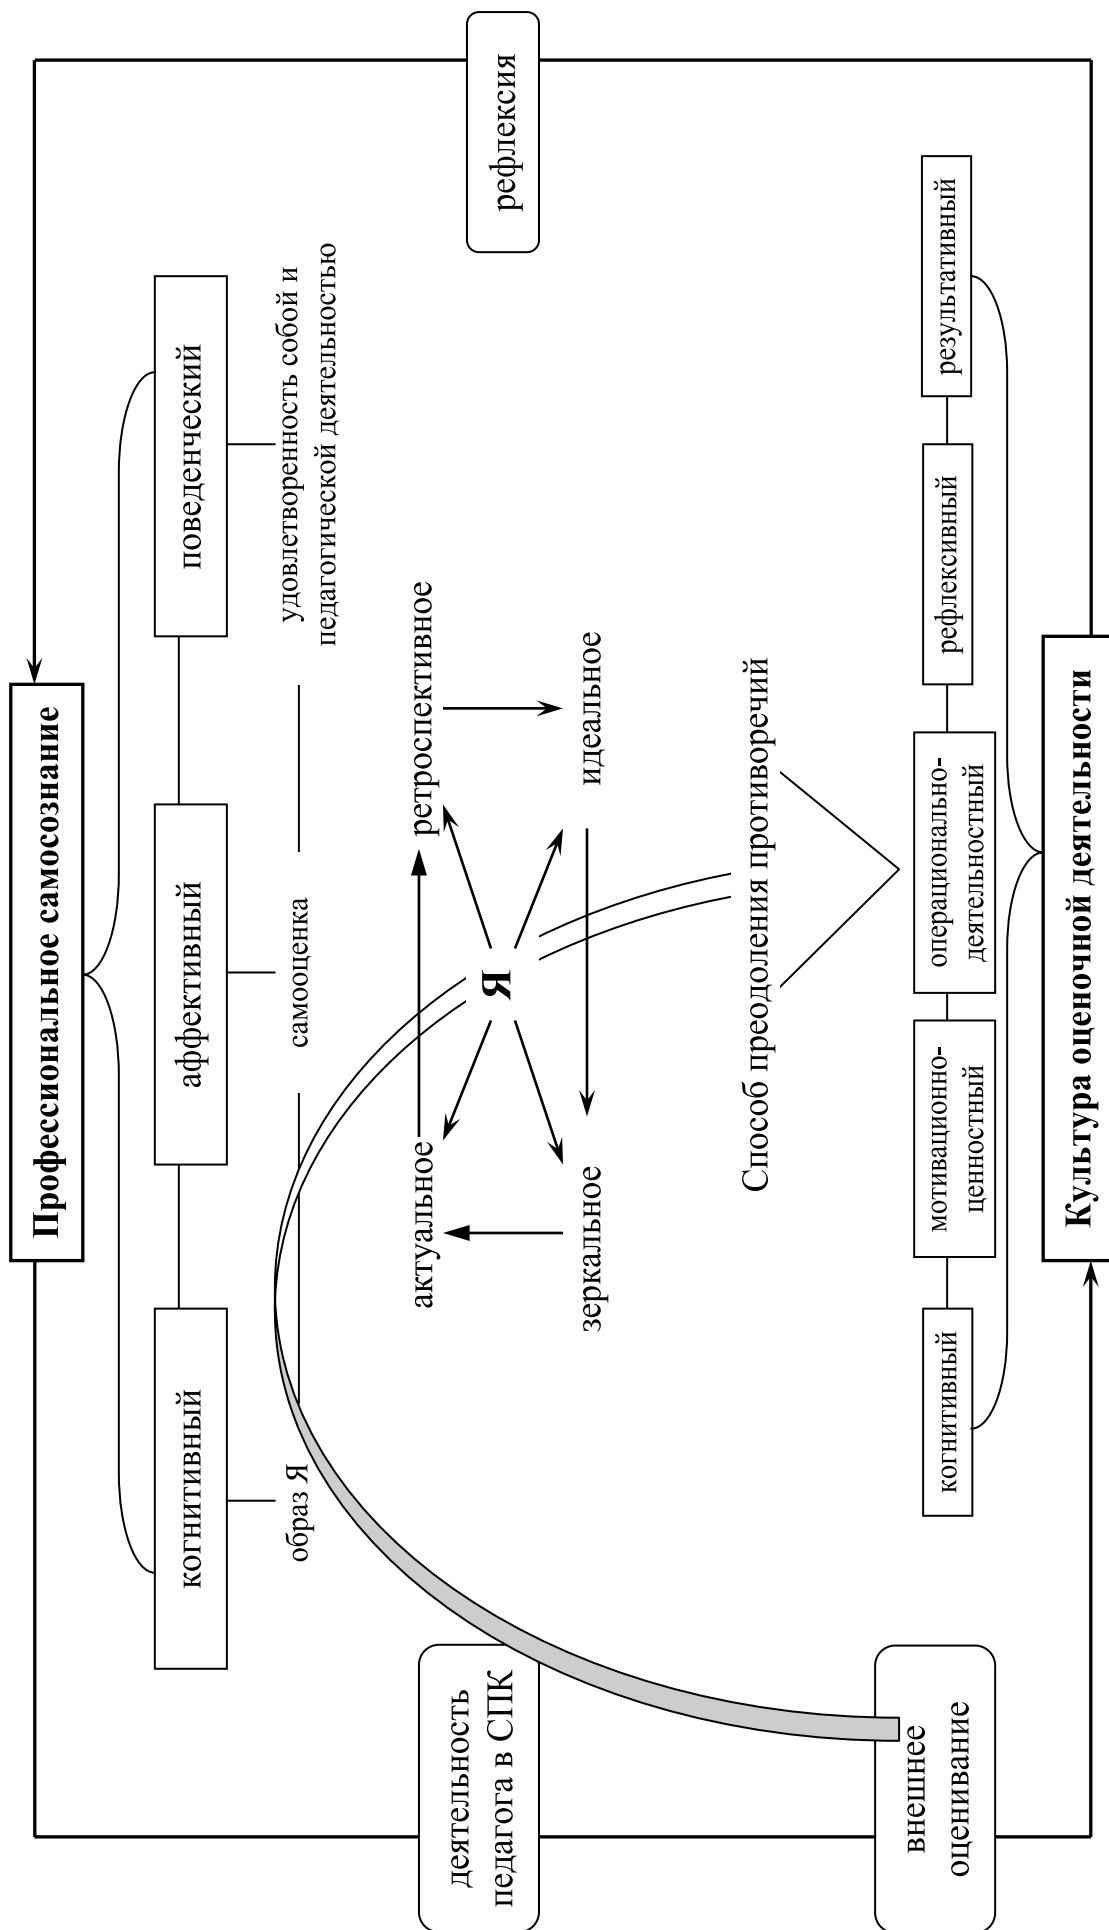 Профессиональное самосознание
когнитивный
аффективный
поведенческий
образ Я
самооценка
удовлетворенность собой и
педагогической деятельностью
деятельность
педагога в СПК
актуальное
ретроспективное
Я
рефлексия
зеркальное
идеальное
Способ преодоления противоречий
внешнее
оценивание
когнитивный
мотивационно-
ценностный
операционально-
деятельностный
рефлексивный
результативный
Культура оценочной деятельности